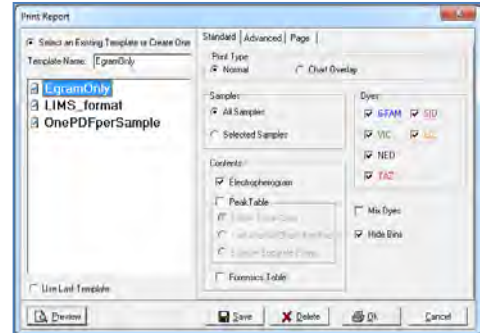 Print Report
Select an Existing Template or Create One
Template Name: EgramOnly
EgramOnly
LIMS_format
OnePDFperSample
Use Last Template
Standard Advanced Page
Print Type
Normal Chart Overlay
Samples
All Samples
Selected Samples
Contents
Electropherogram
Peak Table
Forensics Table
Dyes
6-FAM SID
VIC
NED
TAZ
Mix Dyes
Hide Bins
Preview Save Delete Ok Cancel